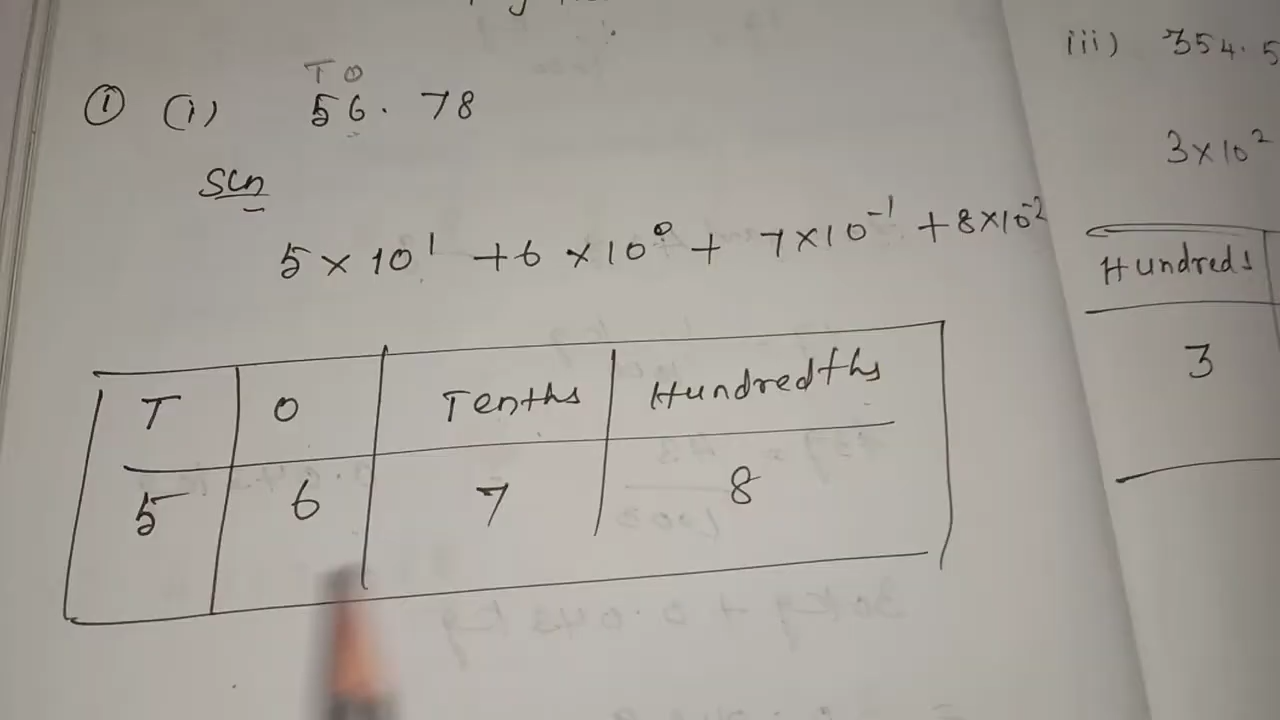 T O
① (i) 56.78
Soln
5 × 10¹ + 6 × 10⁰ + 7×10⁻¹ + 8×10⁻²
T O Tenths Hundredths
5 6 7 8
iii) 354.5
3×10²
Hundreds
3